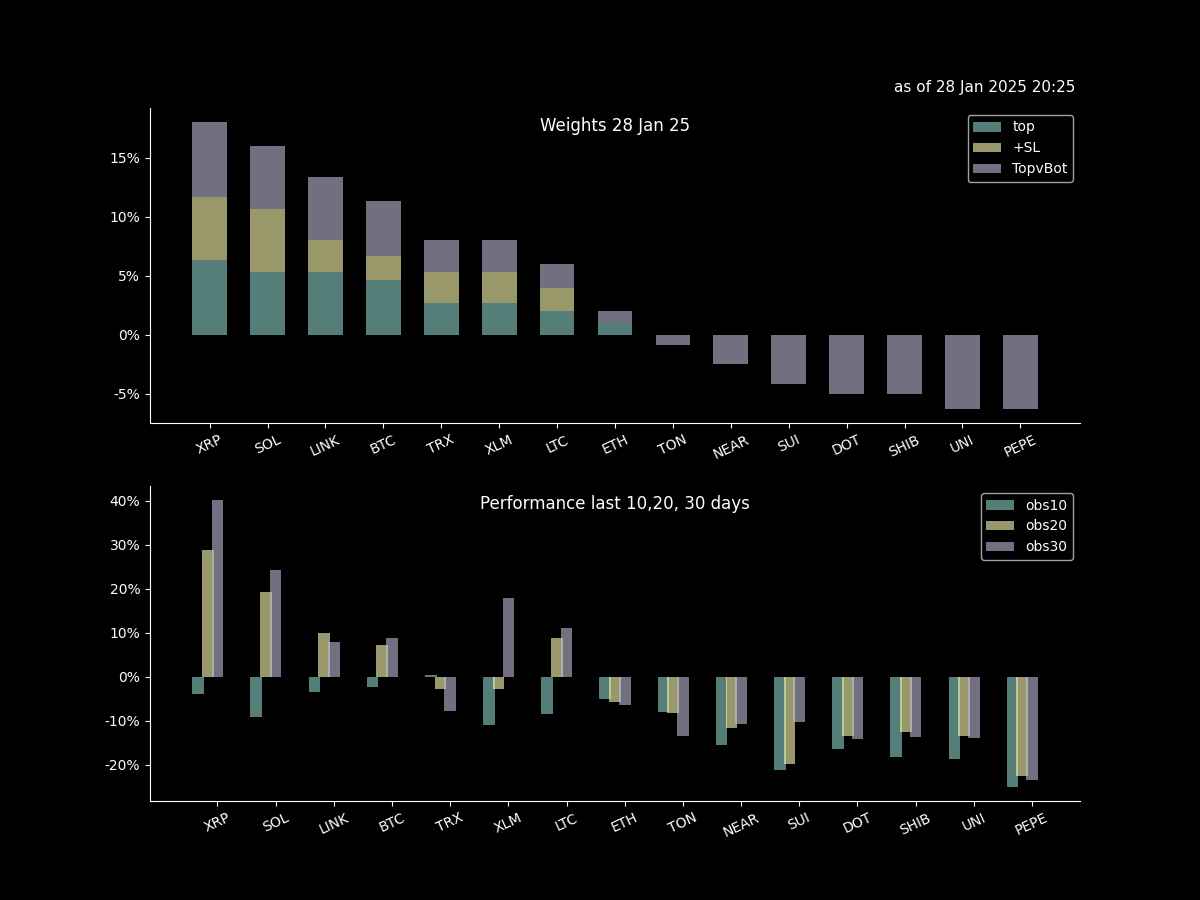 as of 28 Jan 2025 20:25
Weights 28 Jan 25
top
+SL
TopvBot
15%
10%
5%
0%
-5%
XRP SOL LINK BTC TRX XLM LTC ETH TON NEAR SUI DOT SHIB UNI PEPE
Performance last 10,20, 30 days
obs10
obs20
obs30
40%
30%
20%
10%
0%
-10%
-20%
XRP SOL LINK BTC TRX XLM LTC ETH TON NEAR SUI DOT SHIB UNI PEPE